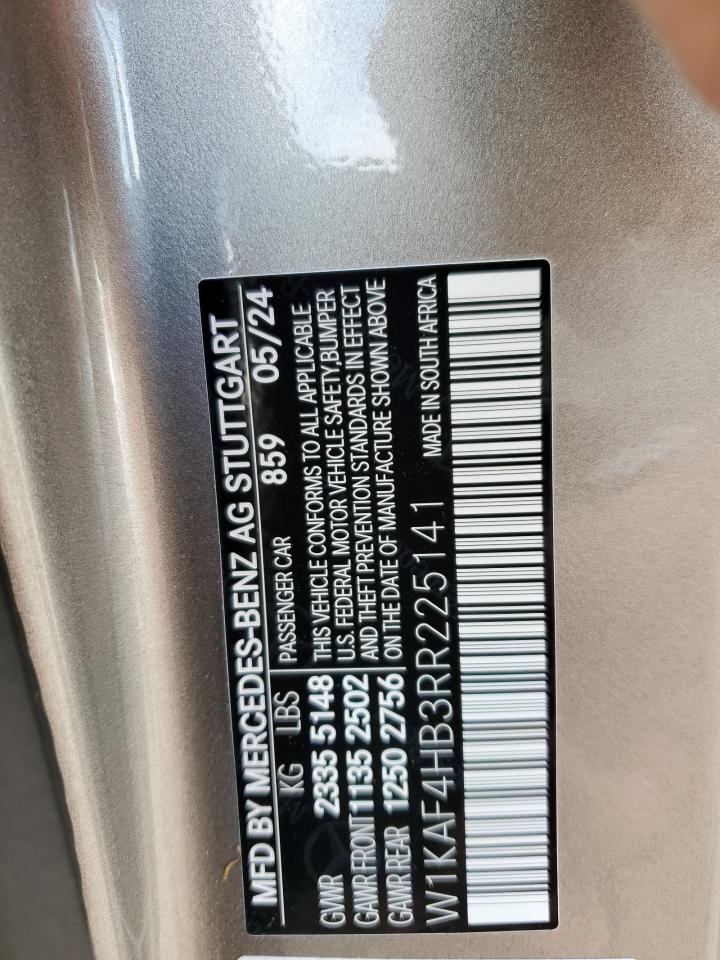 MFD BY MERCEDES-BENZ AG STUTTGART
KG LBS 859 05/24
GVWR 2335 5148
GAWR FRONT 1135 2502
GAWR REAR 1250 2756
PASSENGER CAR
THIS VEHICLE CONFORMS TO ALL APPLICABLE
U.S. FEDERAL MOTOR VEHICLE SAFETY,BUMPER
AND THEFT PREVENTION STANDARDS IN EFFECT
ON THE DATE OF MANUFACTURE SHOWN ABOVE
W1KAF4HB3RR225141 MADE IN SOUTH AFRICA